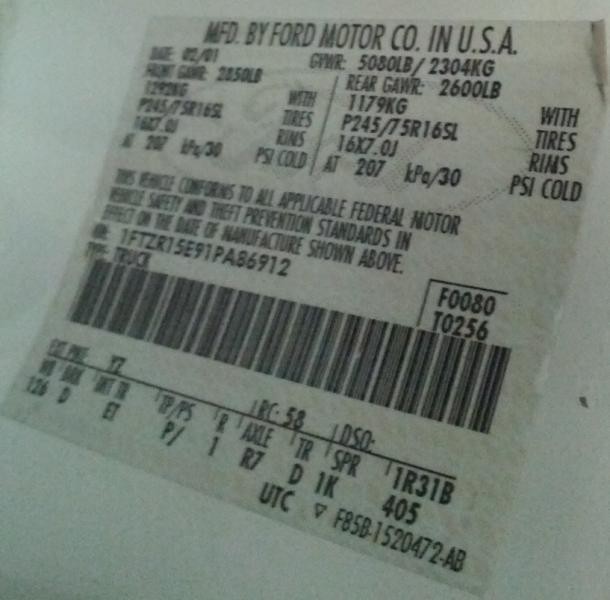 MFD. BY FORD MOTOR CO. IN U.S.A.
DATE: 02/01 GVWR: 5080LB/ 2304KG
FRONT GAWR: 2850LB REAR GAWR: 2600LB
1292KG WITH 1179KG WITH
P245/75R16SL TIRES P245/75R16SL TIRES
16X7.0J RIMS 16X7.0J RIMS
AT 207 kPa/30 PSI COLD AT 207 kPa/30 PSI COLD
THIS VEHICLE CONFORMS TO ALL APPLICABLE FEDERAL MOTOR
VEHICLE SAFETY AND THEFT PREVENTION STANDARDS IN
EFFECT ON THE DATE OF MANUFACTURE SHOWN ABOVE.
VIN: 1FTZR15E91PA86912
TYPE: TRUCK
F0080
T0256
EXT PNT: YZ RC: 58 DSO:
WB BRK INT TR TP/PS R AXLE TR SPR 1R31B
126 D ET P/ 1 R7 D 1K 405
UTC ▽ F85B-1520472-AB